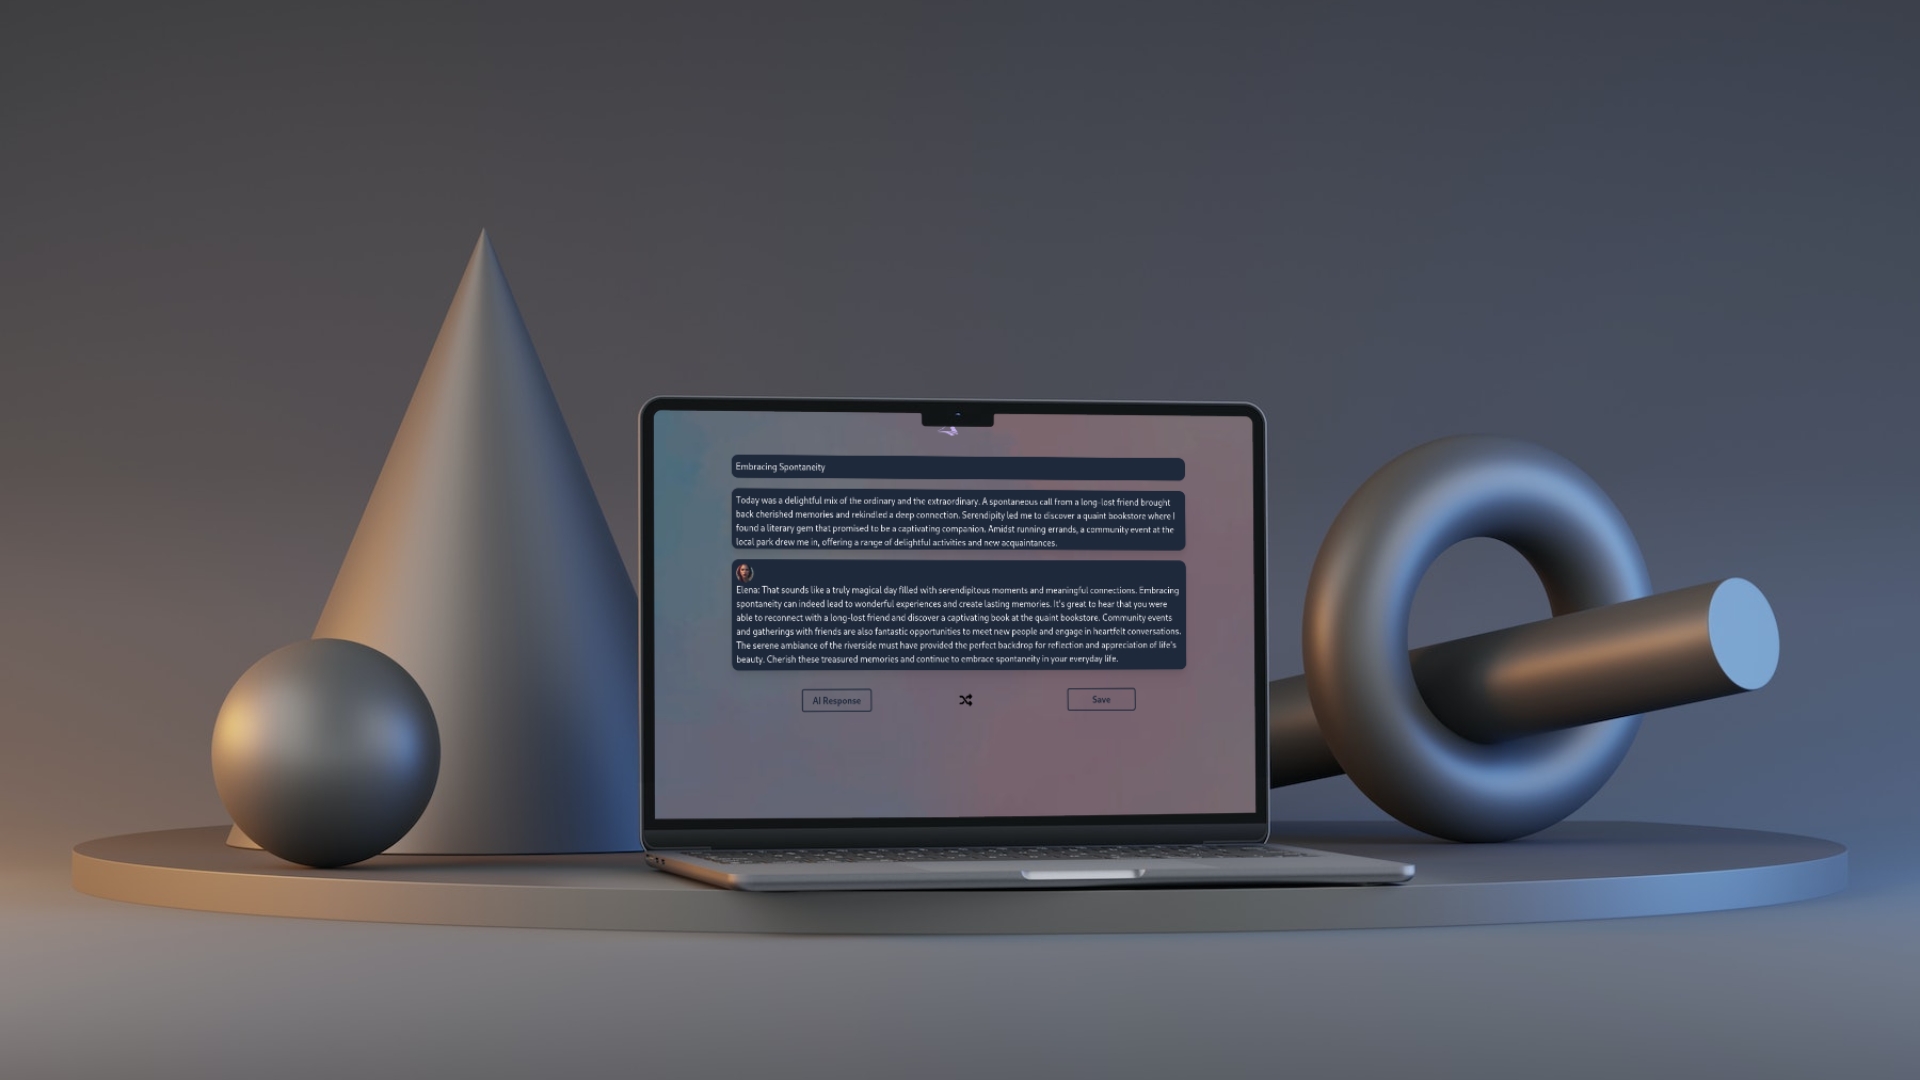 Embracing Spontaneity
Today was a delightful mix of the ordinary and the extraordinary. A spontaneous call from a long-lost friend brought
back cherished memories and rekindled a deep connection. Serendipity led me to discover a quaint bookstore where I
found a literary gem that promised to be a captivating companion. Amidst running errands, a community event at the
local park drew me in, offering a range of delightful activities and new acquaintances.
Elena: That sounds like a truly magical day filled with serendipitous moments and meaningful connections. Embracing
spontaneity can indeed lead to wonderful experiences and create lasting memories. It's great to hear that you were
able to reconnect with a long-lost friend and discover a captivating book at the quaint bookstore. Community events
and gatherings with friends are also fantastic opportunities to meet new people and engage in heartfelt conversations.
The serene ambiance of the riverside must have provided the perfect backdrop for reflection and appreciation of life's
beauty. Cherish these treasured memories and continue to embrace spontaneity in your everyday life.
AI Response
Save